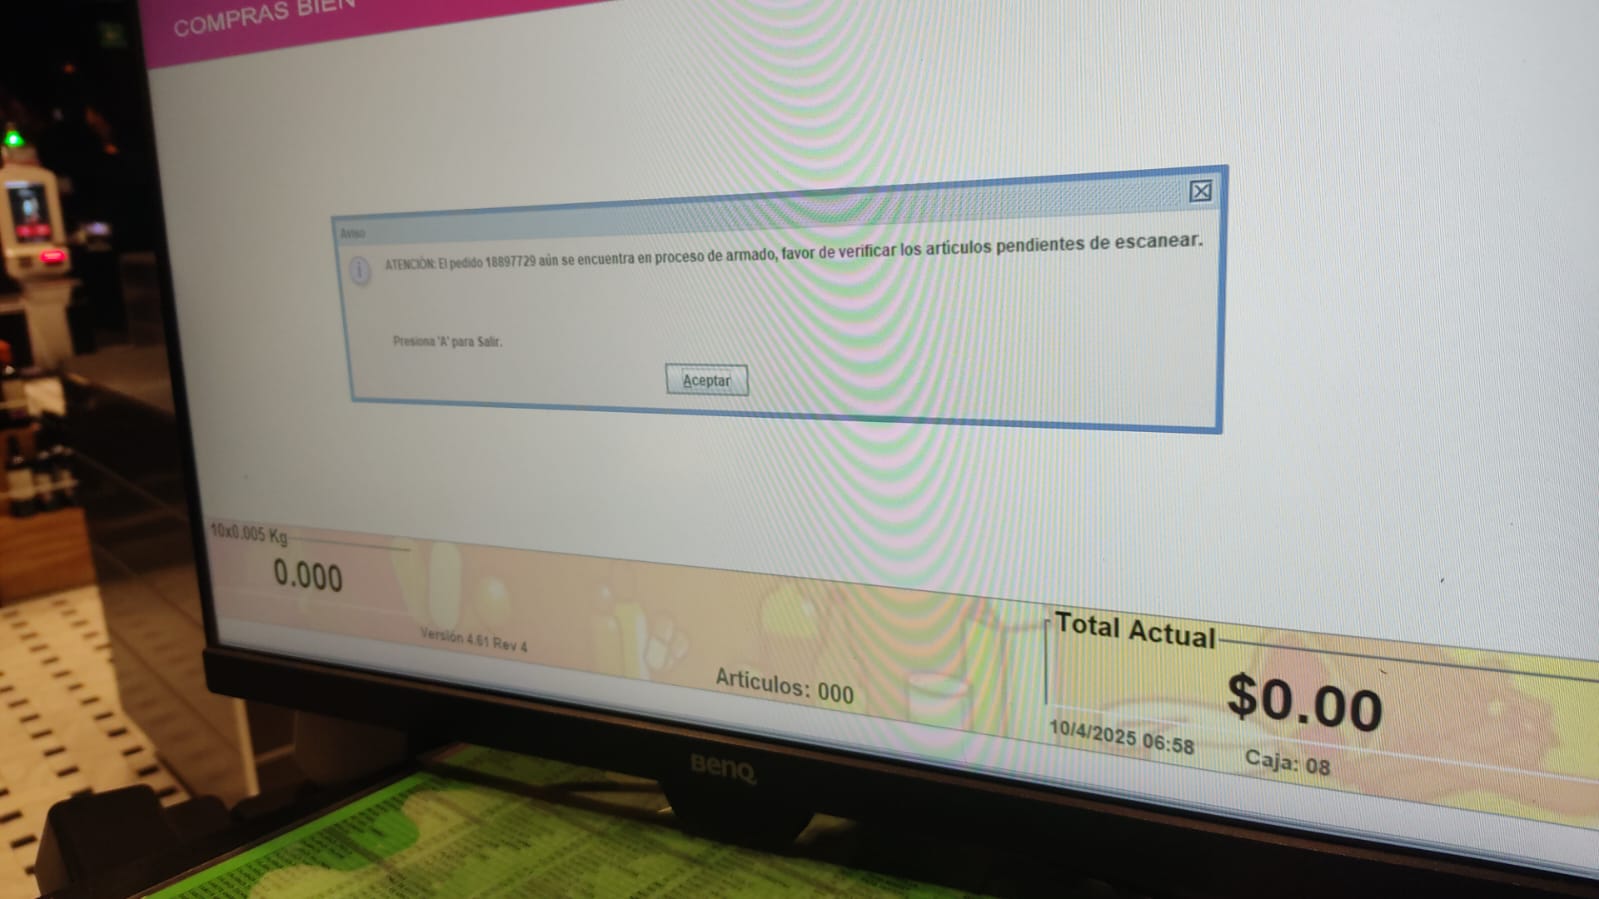 COMPRAS BIEN
Aviso
ATENCIÓN: El pedido 18897729 aún se encuentra en proceso de armado, favor de verificar los artículos pendientes de escanear.
Presiona 'A' para Salir.
Aceptar
10x0.005 Kg
0.000
Versión 4.61 Rev 4
Articulos: 000
Total Actual
$0.00
10/4/2025 06:58
Caja: 08
BenQ